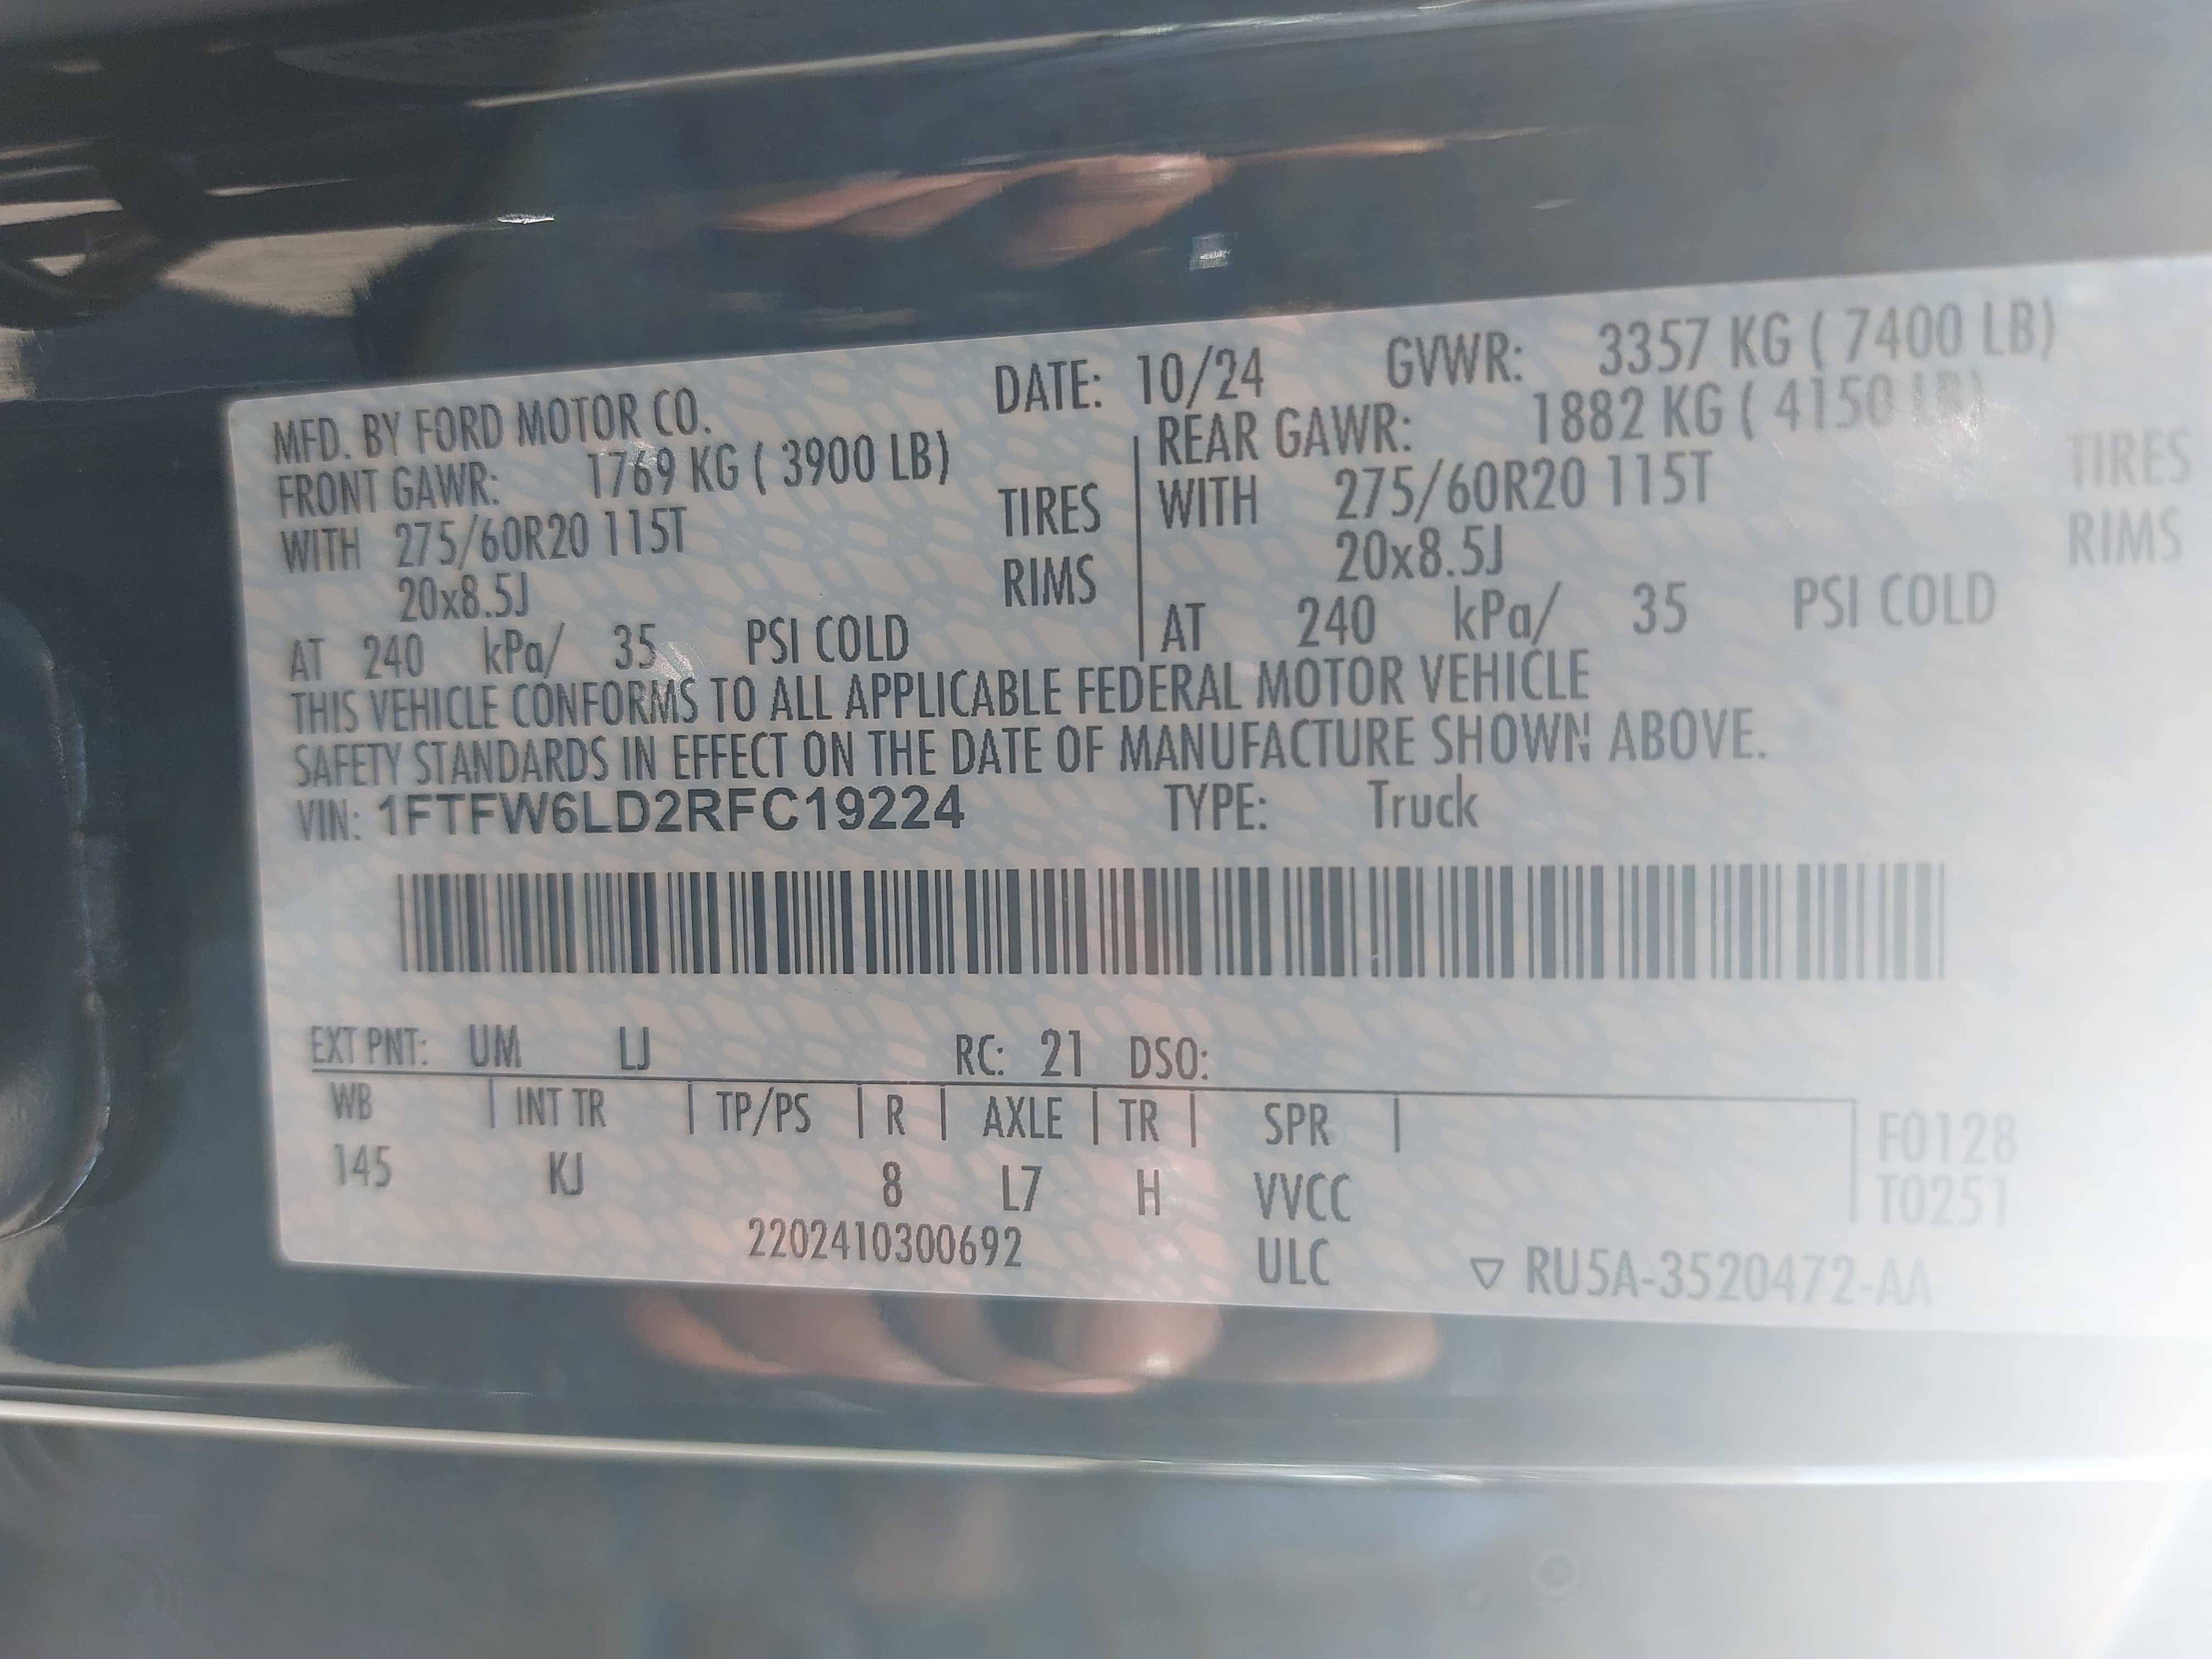 MFD. BY FORD MOTOR CO. DATE: 10/24 GVWR: 3357 KG ( 7400 LB)
FRONT GAWR: 1769 KG ( 3900 LB) REAR GAWR: 1882 KG ( 4150 LB)
WITH 275/60R20 115T TIRES WITH 275/60R20 115T TIRES
20x8.5J RIMS 20x8.5J RIMS
AT 240 kPa/ 35 PSI COLD AT 240 kPa/ 35 PSI COLD
THIS VEHICLE CONFORMS TO ALL APPLICABLE FEDERAL MOTOR VEHICLE
SAFETY STANDARDS IN EFFECT ON THE DATE OF MANUFACTURE SHOWN ABOVE.
VIN: 1FTFW6LD2RFC19224 TYPE: Truck
EXT PNT: UM LJ RC: 21 DSO:
WB | INT TR | TP/PS | R | AXLE | TR | SPR | F0128
145 KJ 8 L7 H VVCC T0251
2202410300692 ULC ▽ RU5A-3520472-AA